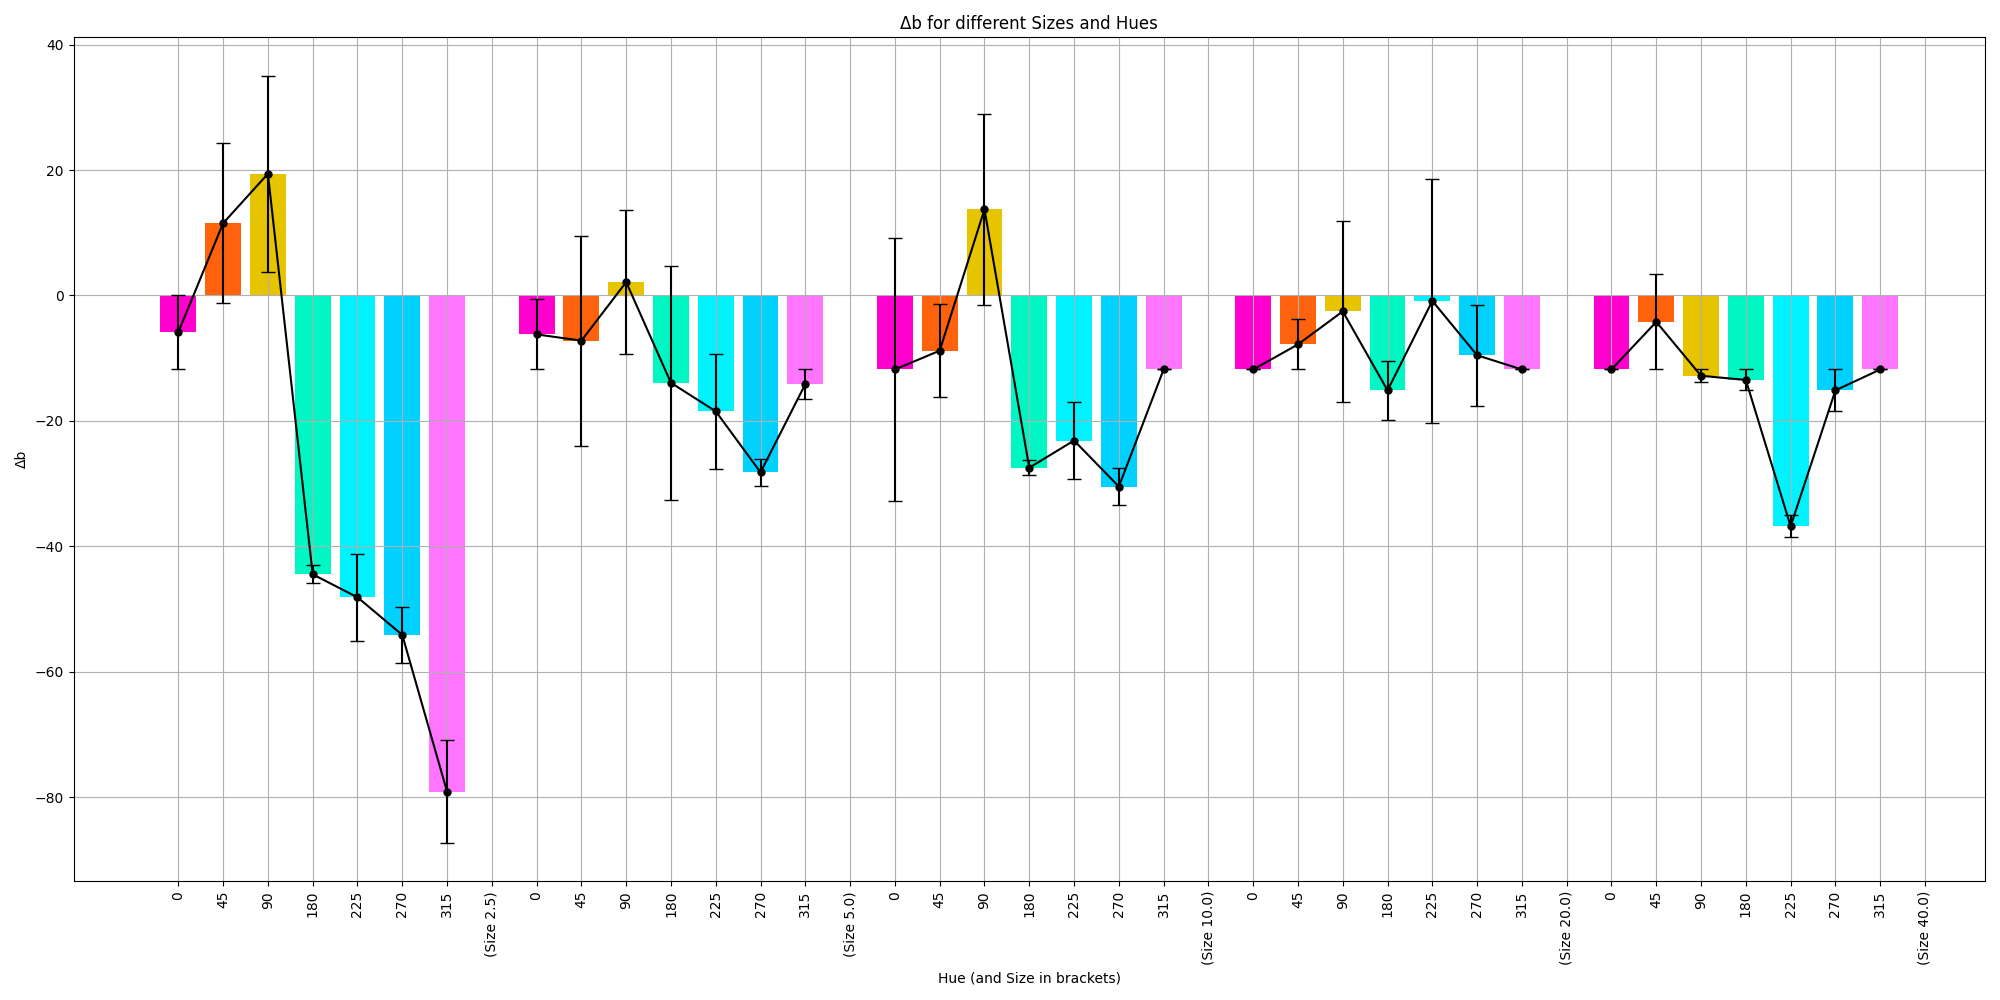 Δb for different Sizes and Hues
40
20
0
−20
−40
−60
−80
Δb
0 45 90 180 225 270 315 (Size 2.5) 0 45 90 180 225 270 315 (Size 5.0) 0 45 90 180 225 270 315 (Size 10.0) 0 45 90 180 225 270 315 (Size 20.0) 0 45 90 180 225 270 315 (Size 40.0)
Hue (and Size in brackets)